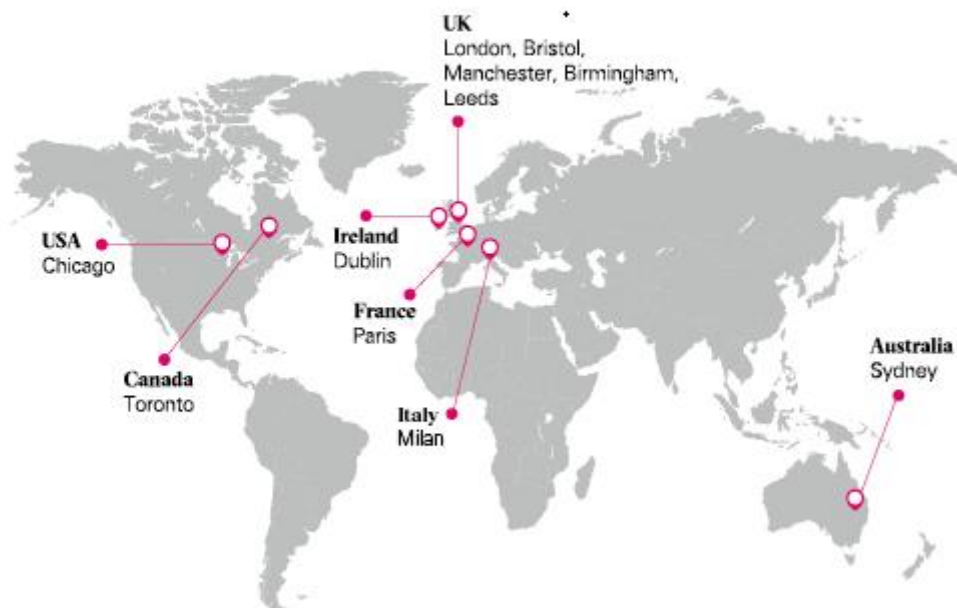 UK
London, Bristol,
Manchester, Birmingham,
Leeds
USA
Chicago
Ireland
Dublin
France
Paris
Canada
Toronto
Italy
Milan
Australia
Sydney